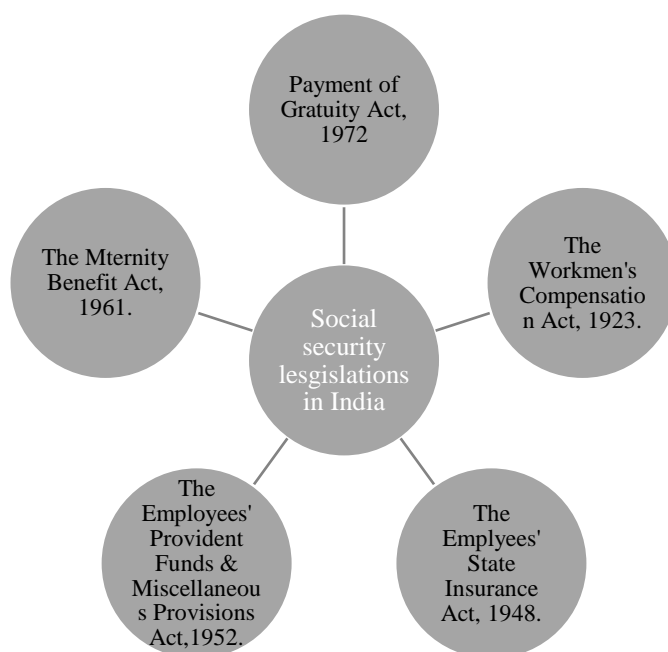 Payment of
Gratuity Act,
1972
The Mternity
Benefit Act,
1961.
The
Workmen's
Compensatio
n Act, 1923.
Social
security
lesgislations
in India
The
Employees'
Provident
Funds &
Miscellaneou
s Provisions
Act,1952.
The
Emplyees'
State
Insurance
Act, 1948.